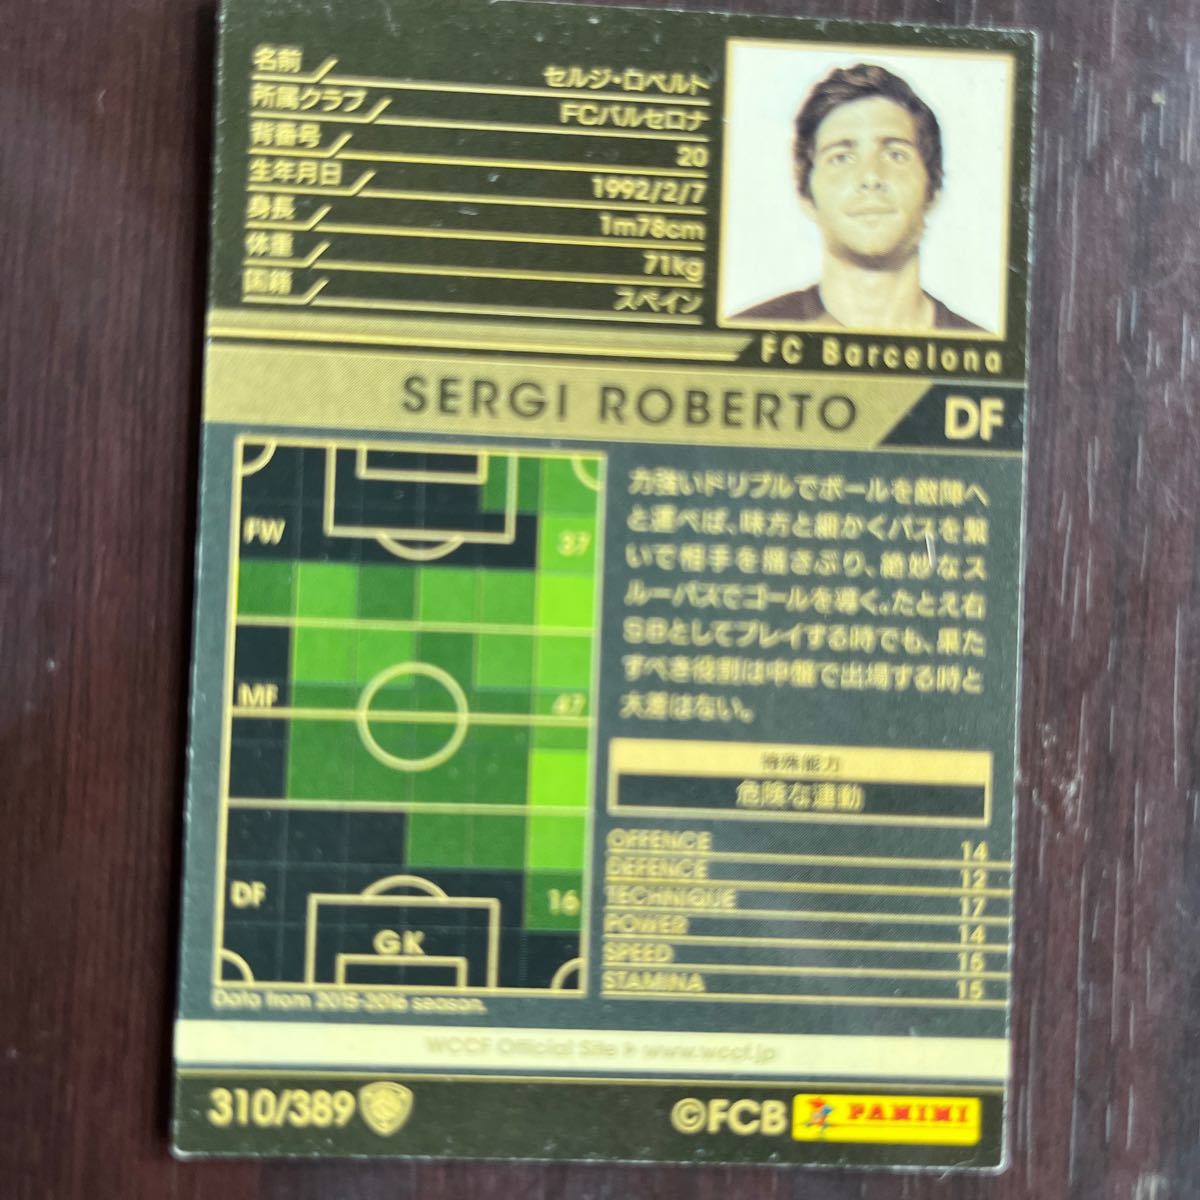 名前 セルジ・ロベルト
所属クラブ FCバルセロナ
背番号 20
生年月日 1992/2/7
身長 1m78cm
体重 71kg
国籍 スペイン
FC Barcelona
SERGI ROBERTO DF
FW 37
MF 47
DF 16
GK
Data from 2015-2016 season.
力強いドリブルでボールを敵陣へ
と運べば、味方と細かくパスを繋
いで相手を揺さぶり、絶妙なス
ルーパスでゴールを導く。たとえ右
SBとしてプレイする時でも、果た
すべき役割は中盤で出場する時と
大差はない。
特殊能力
危険な連動
OFFENCE 14
DEFENCE 12
TECHNIQUE 17
POWER 14
SPEED
STAMINA 15
WCCF Official Site www.wccf.jp
310/389
©FCB PANINI